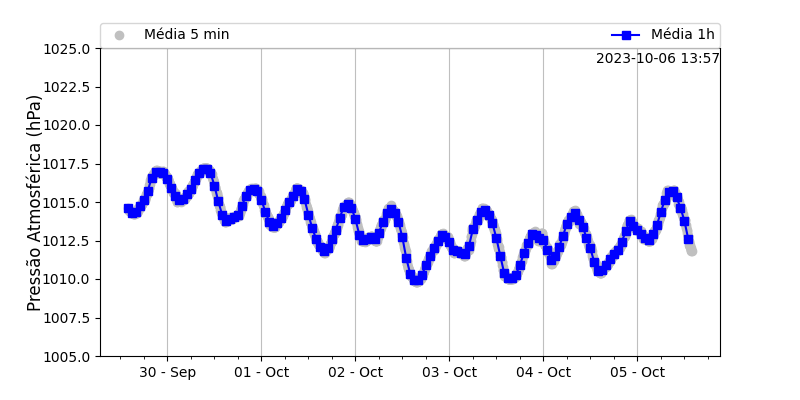 Média 5 min
Média 1h
2023-10-06 13:57
Pressão Atmosférica (hPa)
1025.0
1022.5
1020.0
1017.5
1015.0
1012.5
1010.0
1007.5
1005.0
30 - Sep
01 - Oct
02 - Oct
03 - Oct
04 - Oct
05 - Oct